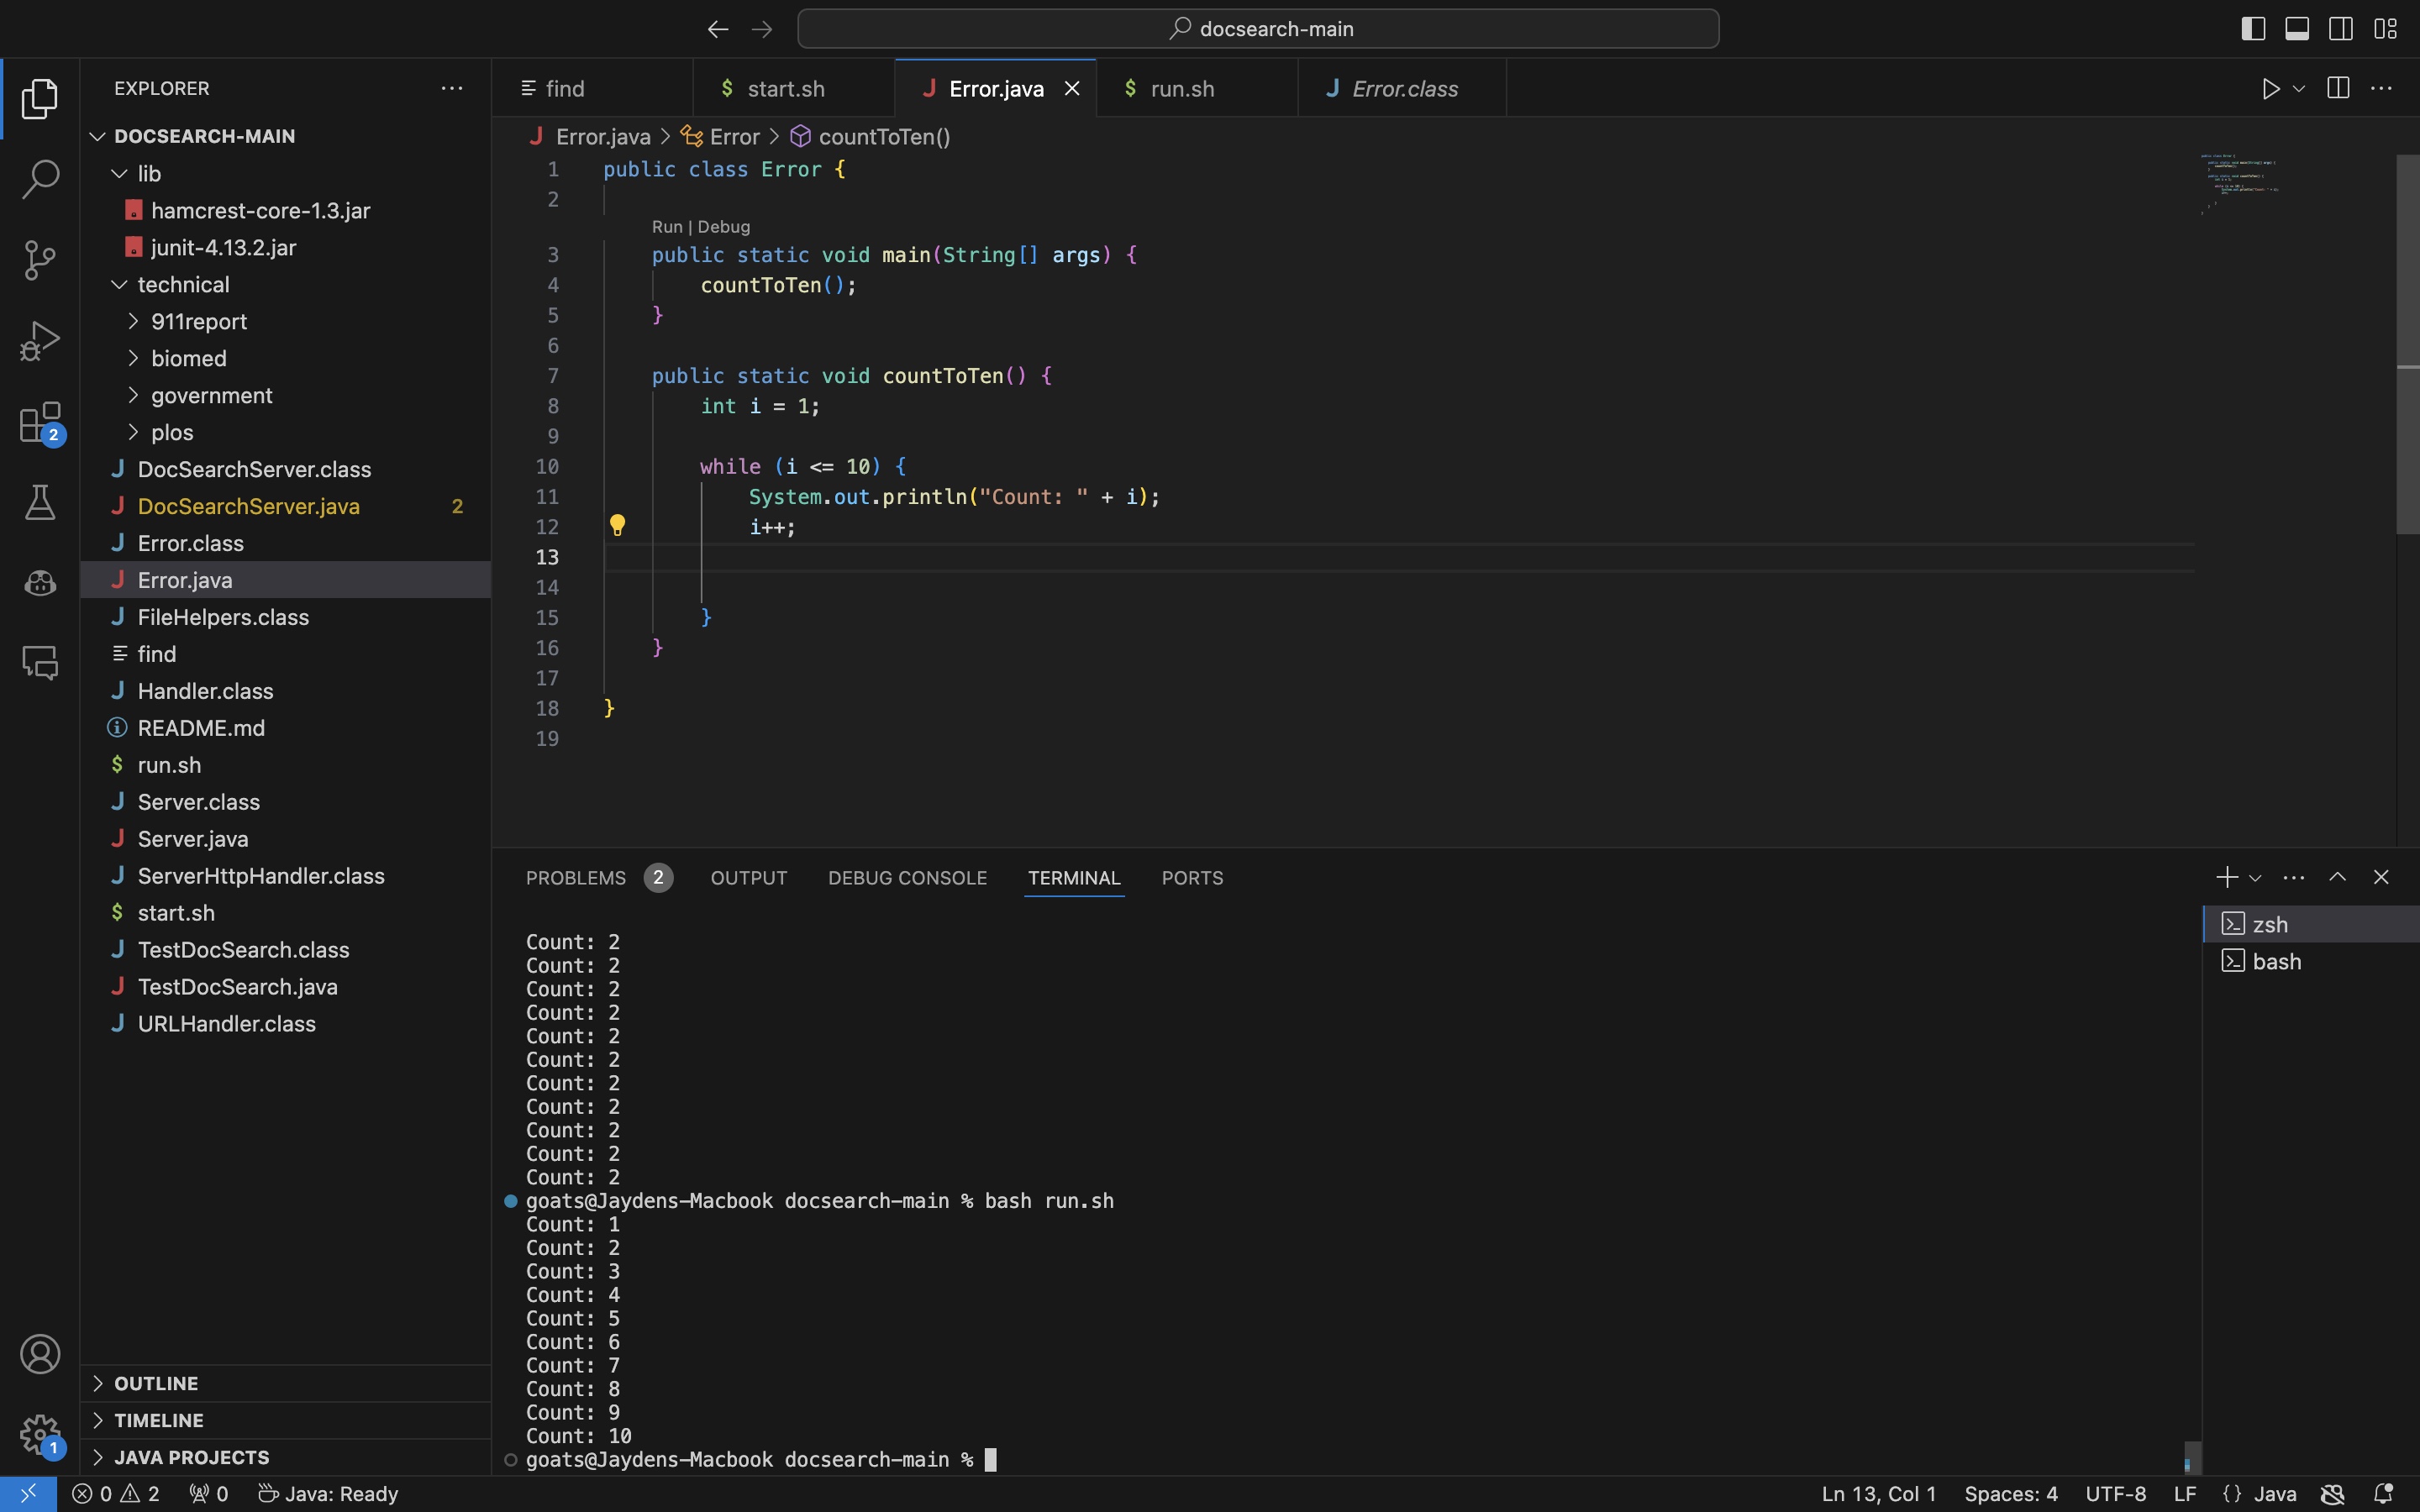 docsearch-main
EXPLORER
DOCSEARCH-MAIN
lib
hamcrest-core-1.3.jar
junit-4.13.2.jar
technical
911report
biomed
government
plos
DocSearchServer.class
DocSearchServer.java 2
Error.class
Error.java
FileHelpers.class
find
Handler.class
README.md
run.sh
Server.class
Server.java
ServerHttpHandler.class
start.sh
TestDocSearch.class
TestDocSearch.java
URLHandler.class
OUTLINE
TIMELINE
JAVA PROJECTS
2
1
find start.sh Error.java run.sh Error.class
Error.java > Error > countToTen()
1 public class Error {
2
Run | Debug
3 public static void main(String[] args) {
4 countToTen();
5 }
6
7 public static void countToTen() {
8 int i = 1;
9
10 while (i <= 10) {
11 System.out.println("Count: " + i);
12 i++;
13
14
15 }
16 }
17
18 }
19
PROBLEMS 2 OUTPUT DEBUG CONSOLE TERMINAL PORTS
zsh
bash
Count: 2
Count: 2
Count: 2
Count: 2
Count: 2
Count: 2
Count: 2
Count: 2
Count: 2
Count: 2
Count: 2
goats@Jaydens-Macbook docsearch-main % bash run.sh
Count: 1
Count: 2
Count: 3
Count: 4
Count: 5
Count: 6
Count: 7
Count: 8
Count: 9
Count: 10
goats@Jaydens-Macbook docsearch-main %
0 2 0 Java: Ready Ln 13, Col 1 Spaces: 4 UTF-8 LF {} Java